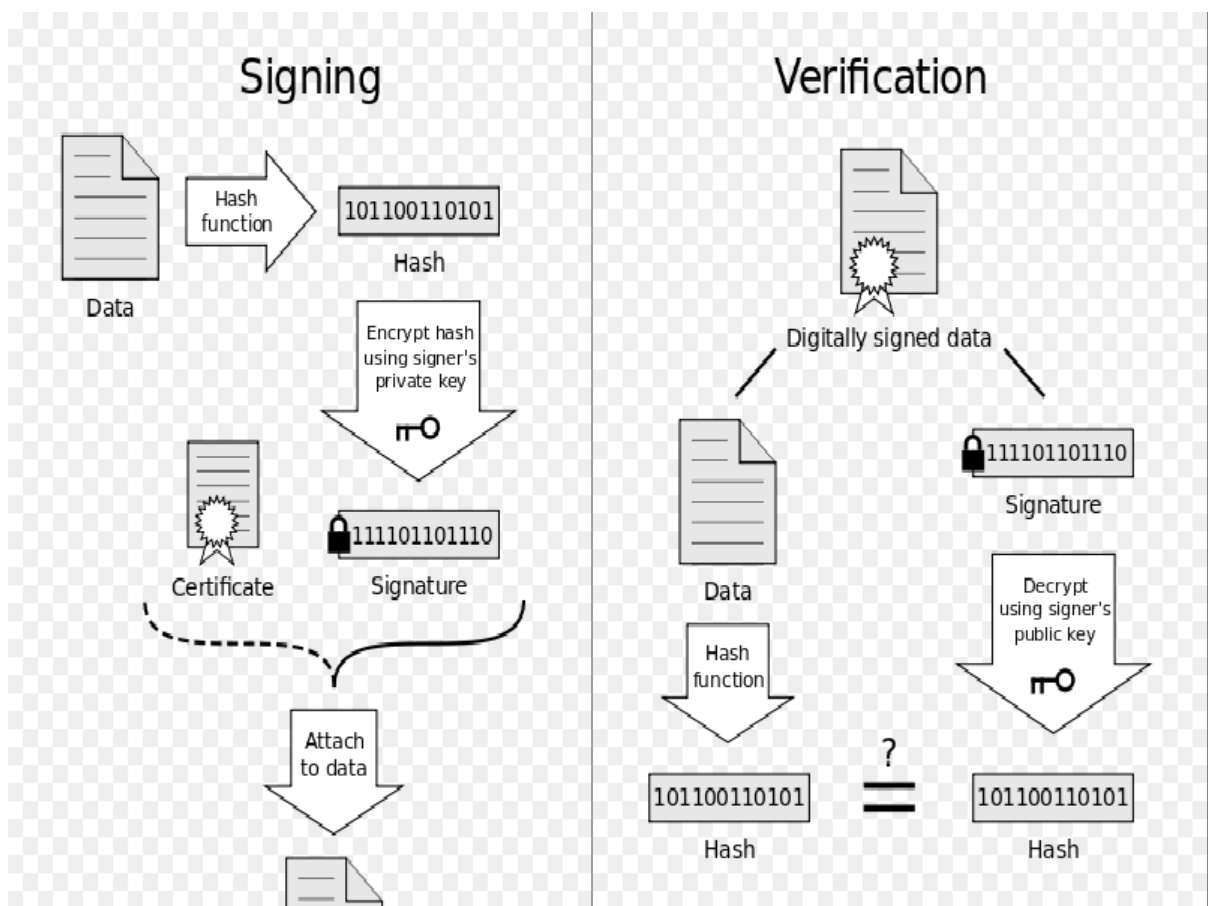 Signing
Hash
function
101100110101
Hash
Data
Encrypt hash
using signer's
private key
111101101110
Certificate
Signature
Attach
to data
Verification
Digitally signed data
111101101110
Signature
Data
Hash
function
Decrypt
using signer's
public key
?
101100110101
=
101100110101
Hash
Hash